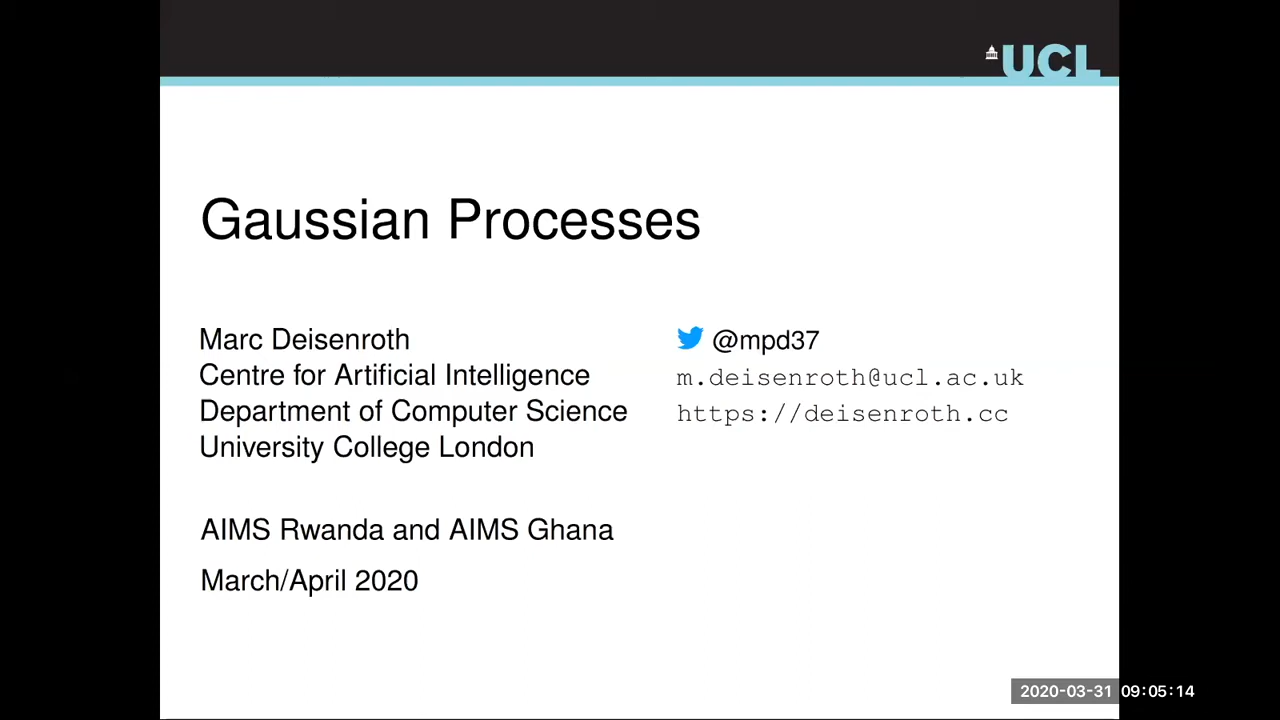 UCL
Gaussian Processes
Marc Deisenroth
Centre for Artificial Intelligence
Department of Computer Science
University College London
@mpd37
m.deisenroth@ucl.ac.uk
https://deisenroth.cc
AIMS Rwanda and AIMS Ghana
March/April 2020
2020-03-31 09:05:14